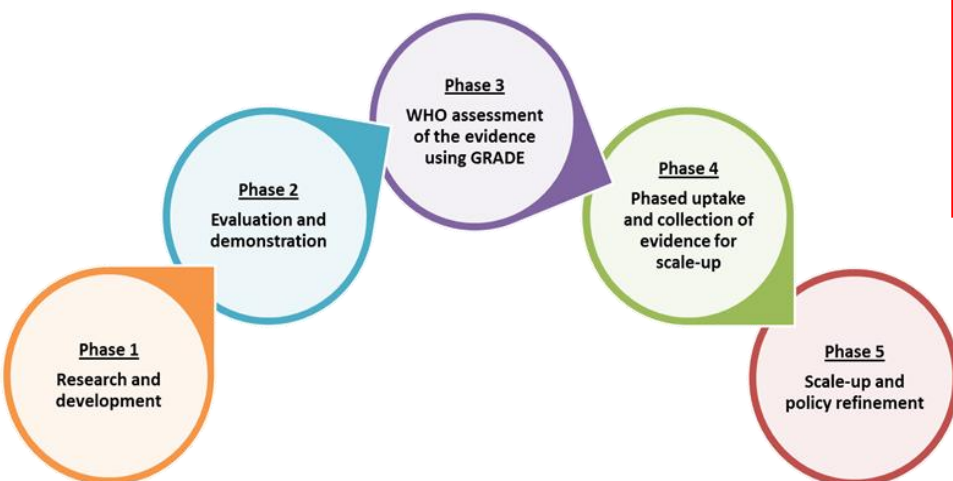 Phase 1
Research and
development
Phase 2
Evaluation and
demonstration
Phase 3
WHO assessment
of the evidence
using GRADE
Phase 4
Phased uptake
and collection of
evidence for
scale-up
Phase 5
Scale-up and
policy refinement